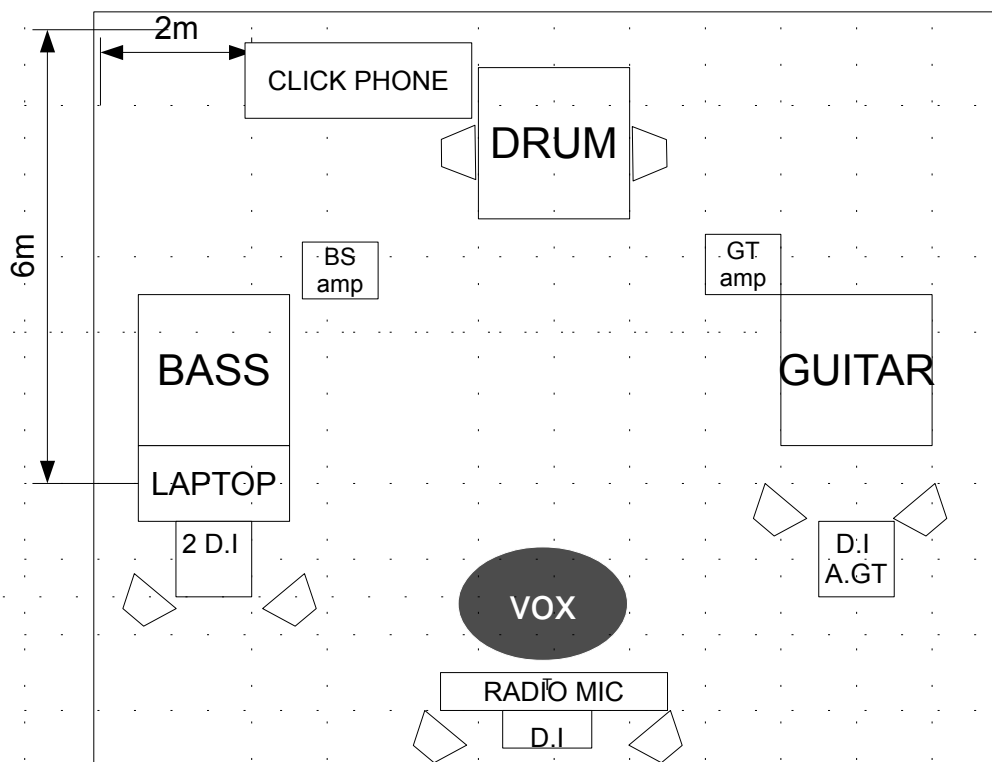 2m
CLICK PHONE
DRUM
6m
BS
amp
GT
amp
BASS
GUITAR
LAPTOP
2 D.I
D.I
A.GT
VOX
T
RADIO MIC
D.I